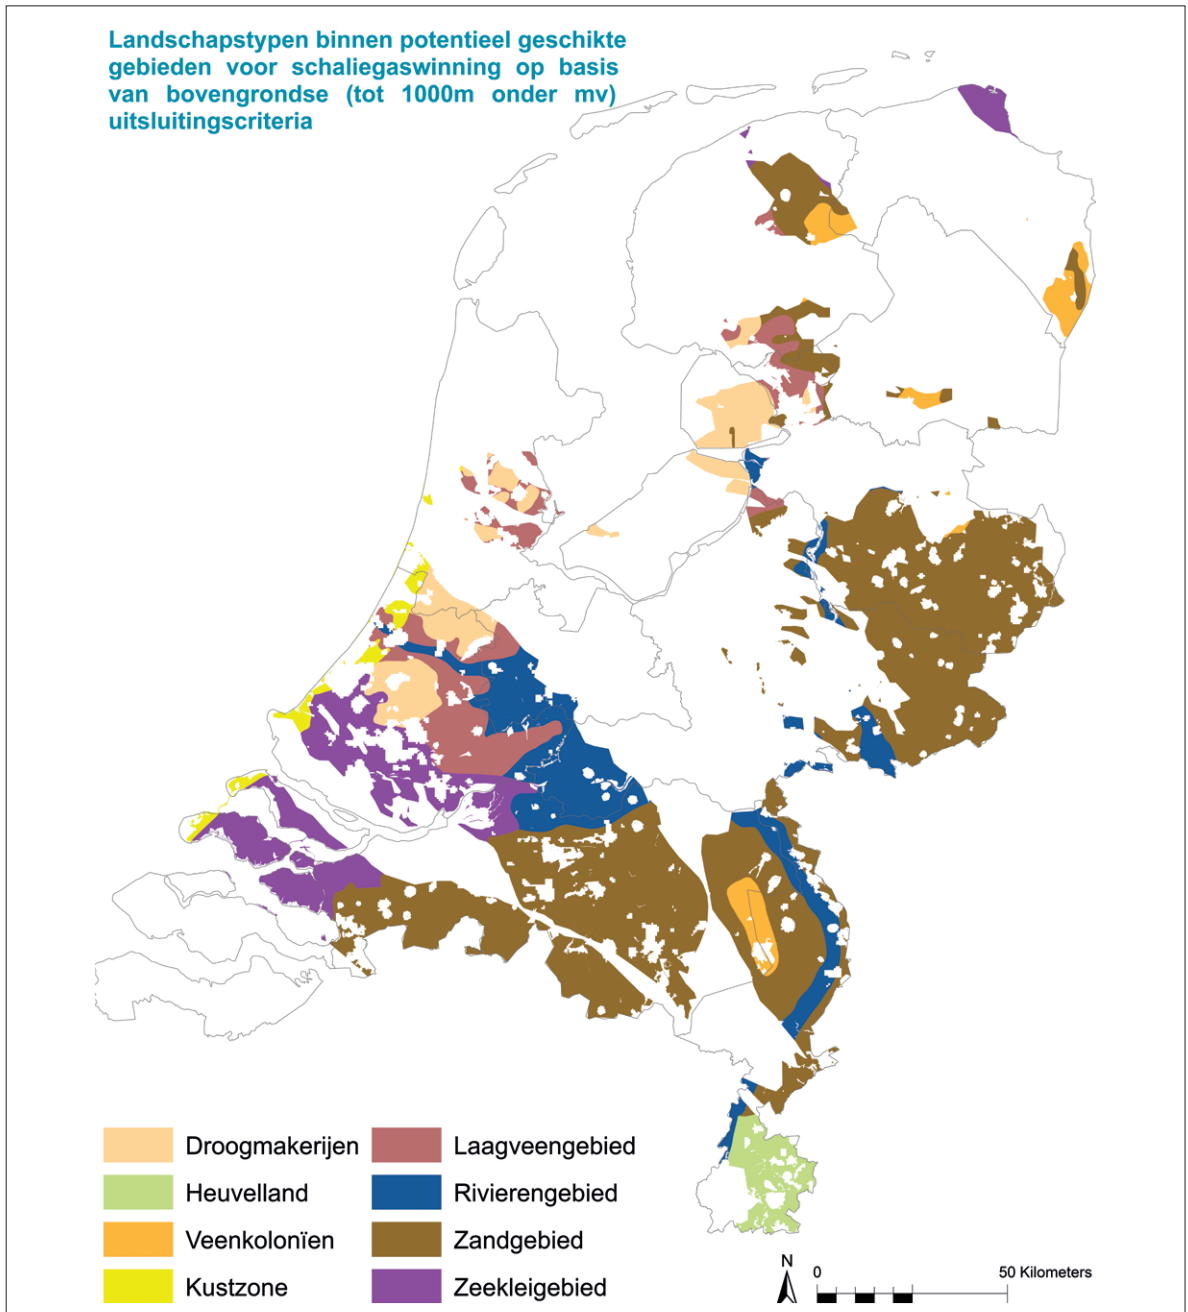 Landschapstypen binnen potentieel geschikte
gebieden voor schaliegaswinning op basis
van bovengrondse (tot 1000m onder mv)
uitsluitingscriteria
Droogmakerijen
Heuvelland
Veenkolonïen
Kustzone
Laagveengebied
Rivierengebied
Zandgebied
Zeekleigebied
N
0 50 Kilometers